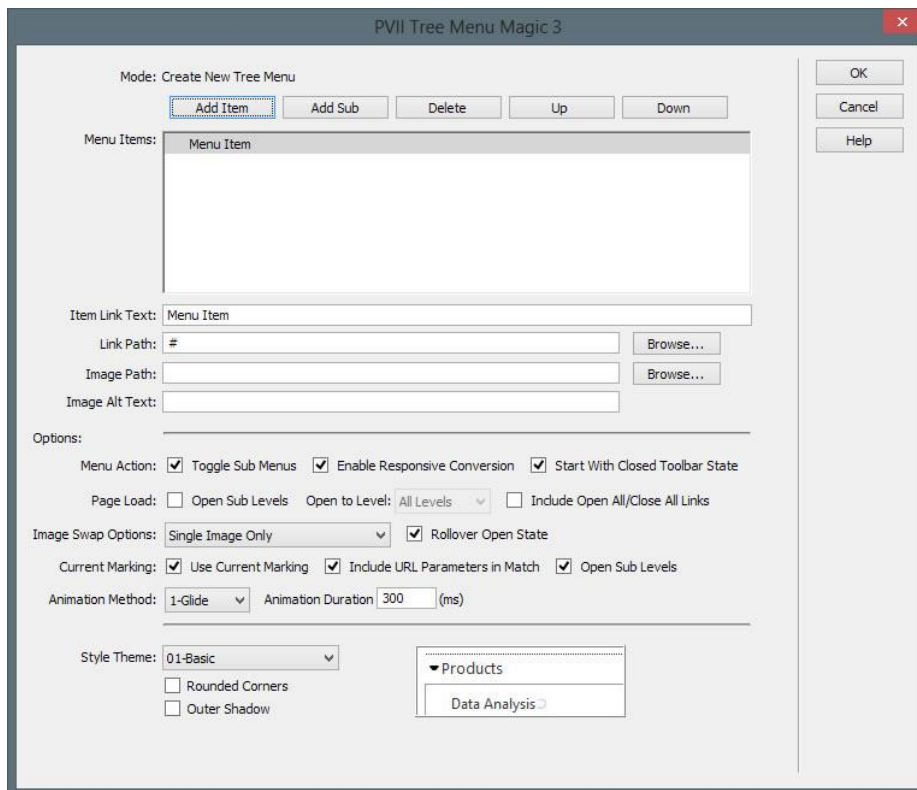 PVII Tree Menu Magic 3
Mode: Create New Tree Menu
OK
Add Item Add Sub Delete Up Down
Cancel
Menu Items: Menu Item
Help
Item Link Text: Menu Item
Link Path: # Browse...
Image Path: Browse...
Image Alt Text:
Options:
Menu Action: Toggle Sub Menus Enable Responsive Conversion Start With Closed Toolbar State
Page Load: Open Sub Levels Open to Level: All Levels Include Open All/Close All Links
Image Swap Options: Single Image Only Rollover Open State
Current Marking: Use Current Marking Include URL Parameters in Match Open Sub Levels
Animation Method: 1-Glide Animation Duration 300 (ms)
Style Theme: 01-Basic
Products
Rounded Corners
Data Analysis
Outer Shadow